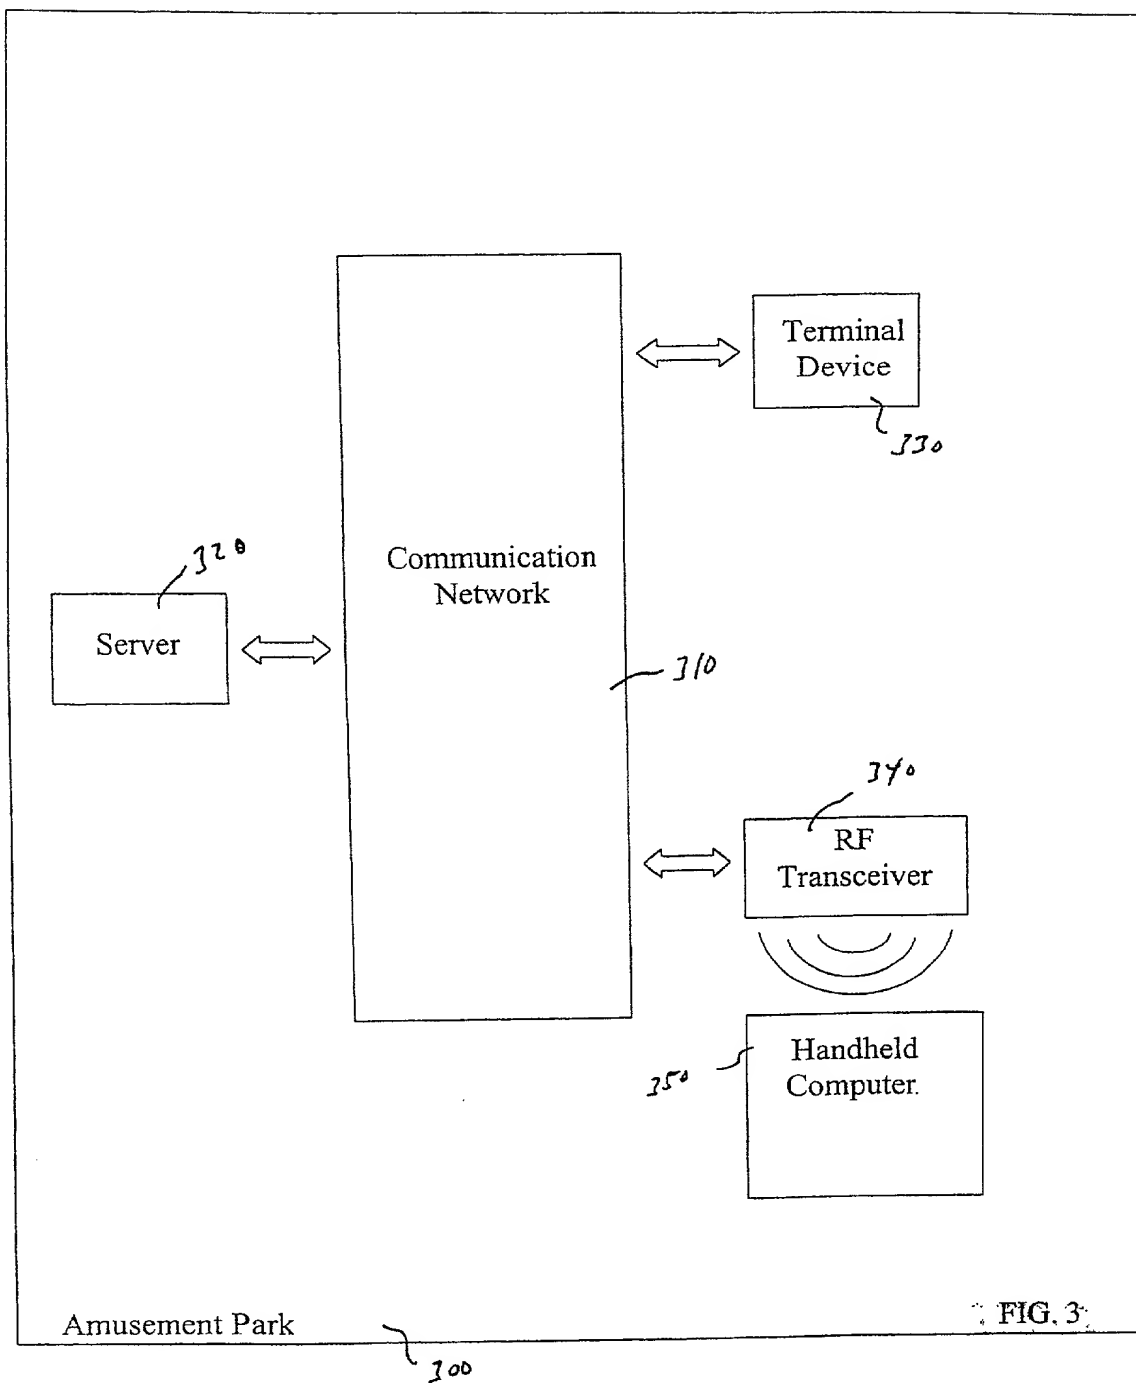 Terminal
Device
330
Communication
Network
320
Server
310
340
RF
Transceiver
Handheld
Computer.
350
Amusement Park
300
FIG. 3